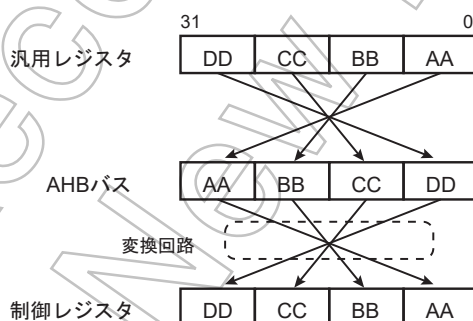 31 0
汎用レジスタ DD CC BB AA
AHBバス AA BB CC DD
変換回路
制御レジスタ DD CC BB AA